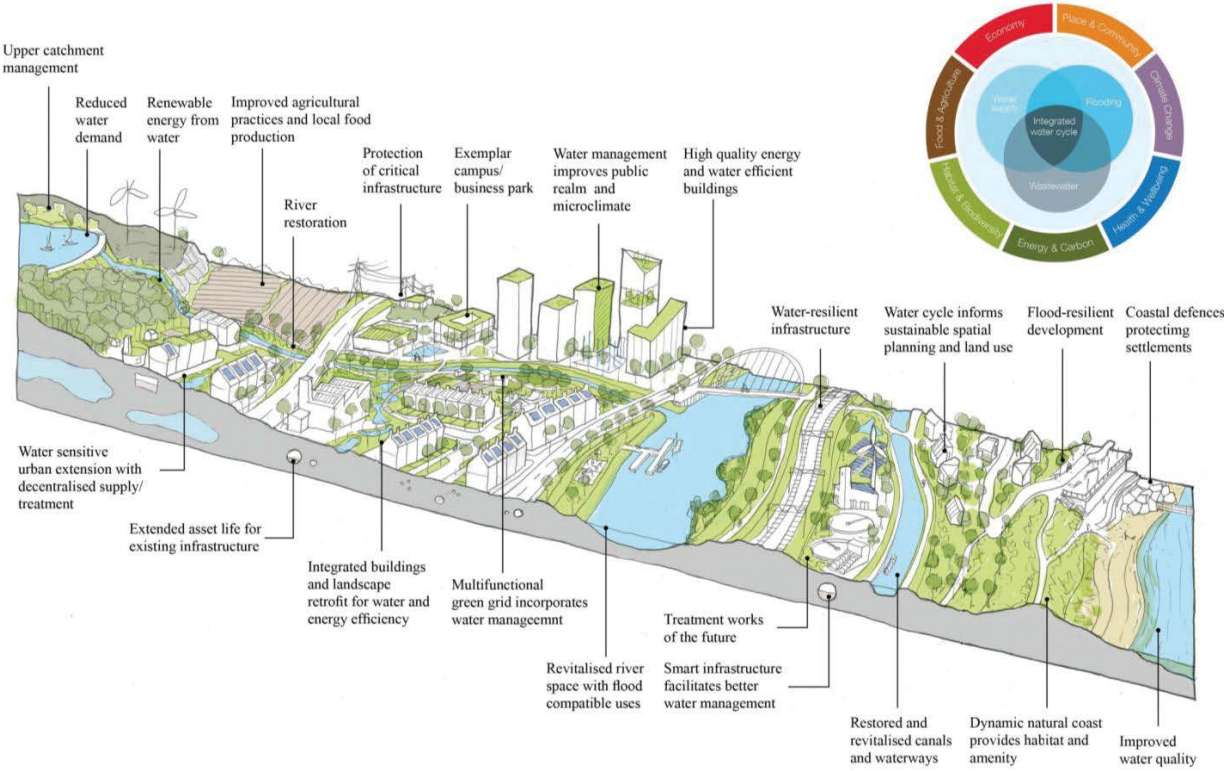 Upper catchment
management
Reduced
water
demand
Renewable
energy from
water
Improved agricultural
practices and local food
production
River
restoration
Protection
of critical
infrastructure
Exemplar
campus/
business park
Water management
improves public
realm and
microclimate
High quality energy
and water efficient
buildings
Economy
Place & Community
Climate Change
Health & Wellbeing
Energy & Carbon
Habitat & Biodiversity
Food & Agriculture
Water
supply
Flooding
Integrated
water cycle
Wastewater
Water-resilient
infrastructure
Water cycle informs
sustainable spatial
planning and land use
Flood-resilient
development
Coastal defences
protecting
settlements
Water sensitive
urban extension with
decentralised supply/
treatment
Extended asset life for
existing infrastructure
Integrated buildings
and landscape
retrofit for water and
energy efficiency
Multifunctional
green grid incorporates
water manageemnt
Revitalised river
space with flood
compatible uses
Treatment works
of the future
Smart infrastructure
facilitates better
water management
Restored and
revitalised canals
and waterways
Dynamic natural coast
provides habitat and
amenity
Improved
water quality